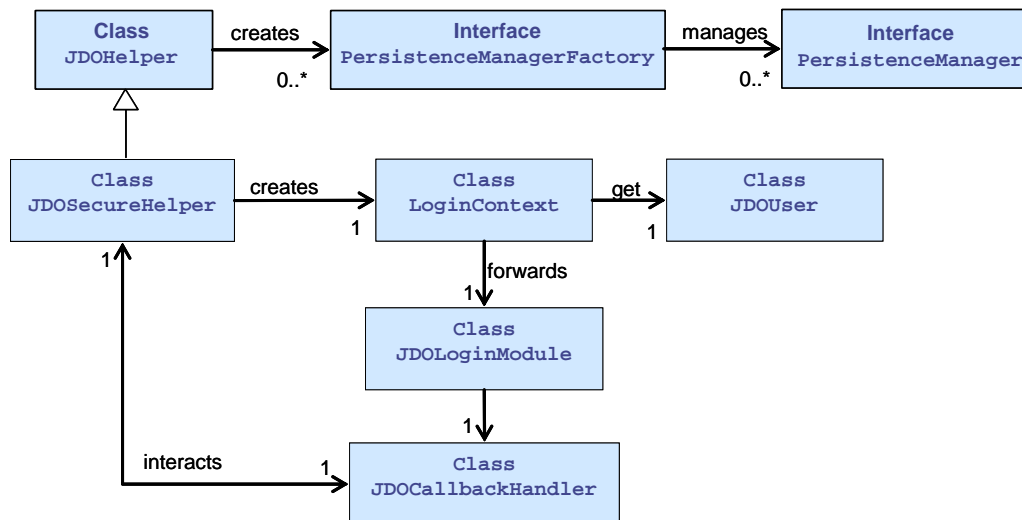 Class
JDOHelper
creates
0..*
Interface
PersistenceManagerFactory
manages
0..*
Interface
PersistenceManager
Class
JDOSecureHelper
creates
1
Class
LoginContext
get
1
Class
JDOUser
1
forwards
1
Class
JDOLoginModule
1
interacts
1
Class
JDOCallbackHandler